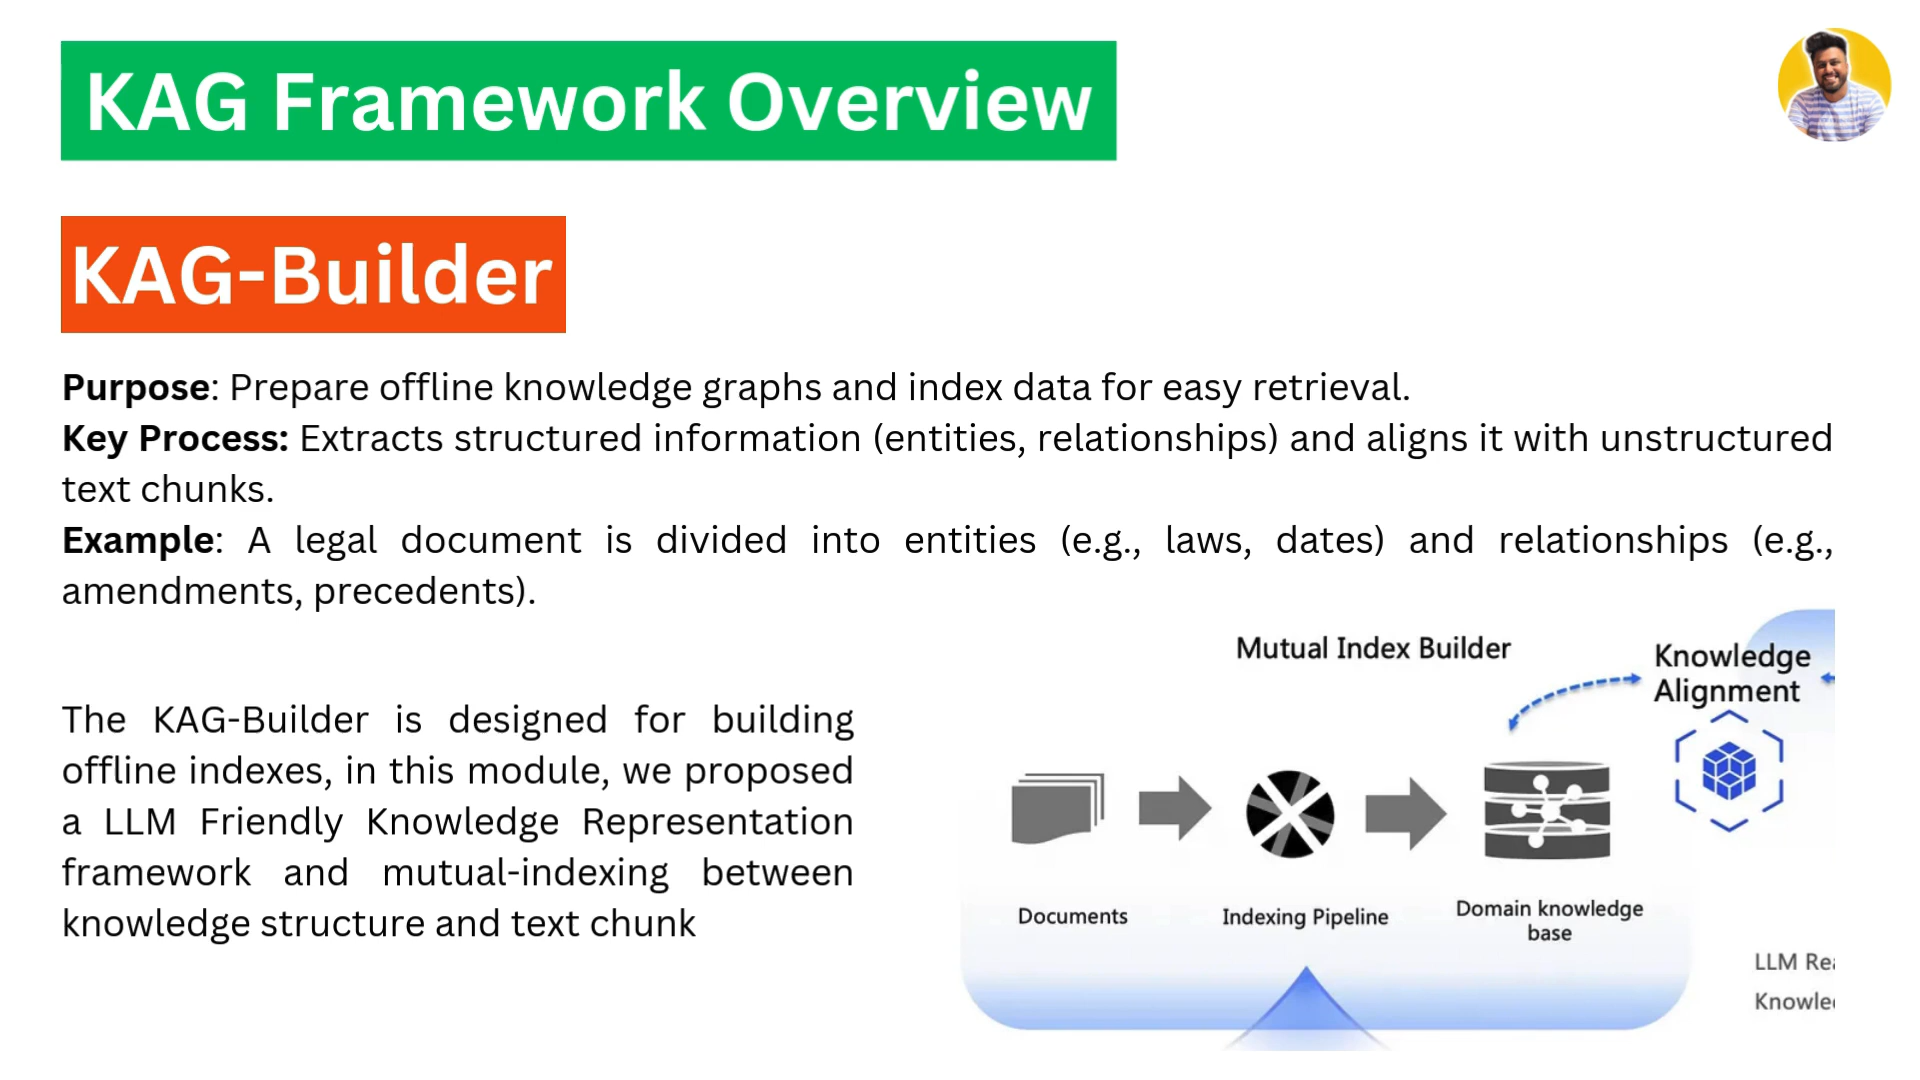 KAG Framework Overview
KAG-Builder
Purpose: Prepare offline knowledge graphs and index data for easy retrieval.
Key Process: Extracts structured information (entities, relationships) and aligns it with unstructured
text chunks.
Example: A legal document is divided into entities (e.g., laws, dates) and relationships (e.g.,
amendments, precedents).
The KAG-Builder is designed for building
offline indexes, in this module, we proposed
a LLM Friendly Knowledge Representation
framework and mutual-indexing between
knowledge structure and text chunk
Mutual Index Builder
Knowledge
Alignment
Documents
Indexing Pipeline
Domain knowledge
base
LLM